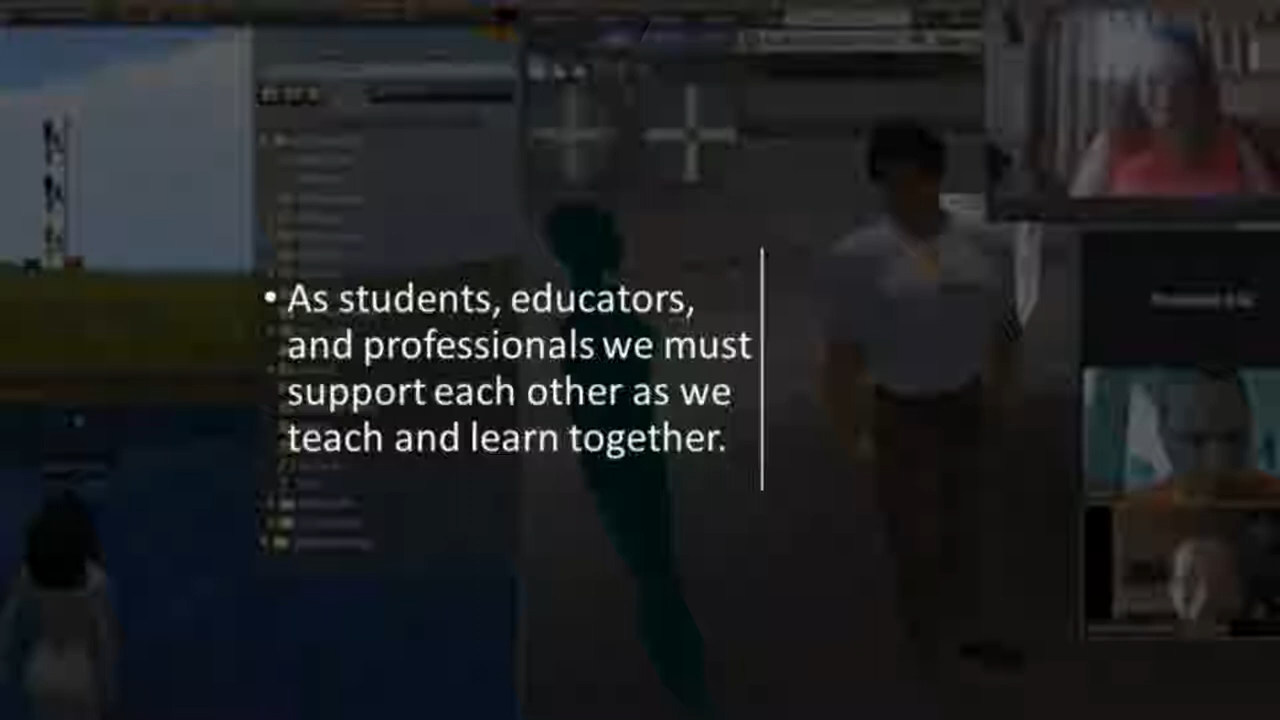 • As students, educators,
and professionals we must
support each other as we
teach and learn together.